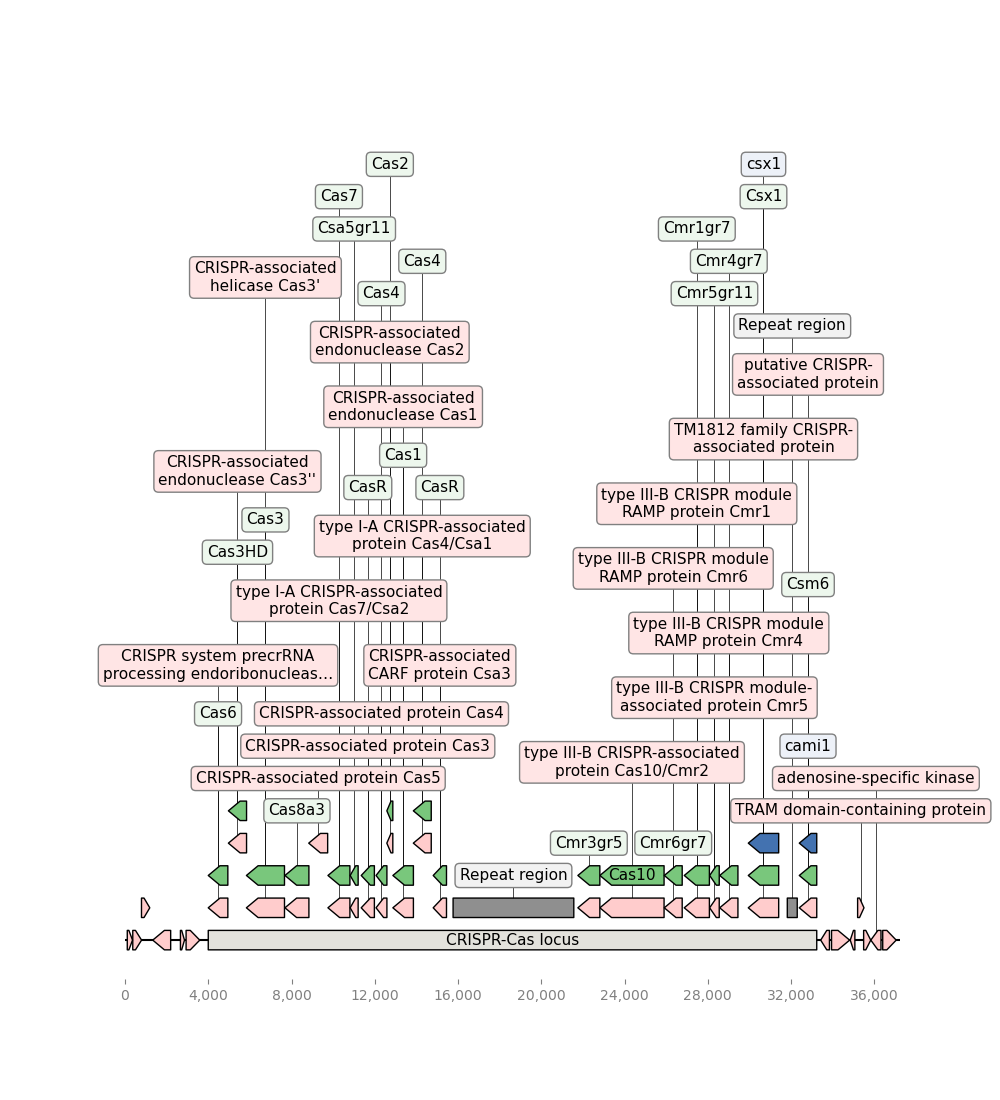 Cas2
csx1
Cas7
Csx1
Csa5gr11
Cmr1gr7
Cas4
Cmr4gr7
CRISPR-associated
helicase Cas3'
Cas4
Cmr5gr11
Repeat region
CRISPR-associated
endonuclease Cas2
putative CRISPR-
associated protein
CRISPR-associated
endonuclease Cas1
TM1812 family CRISPR-
associated protein
Cas1
CRISPR-associated
endonuclease Cas3''
CasR
CasR
type III-B CRISPR module
RAMP protein Cmr1
Cas3
type I-A CRISPR-associated
protein Cas4/Csa1
Cas3HD
type III-B CRISPR module
RAMP protein Cmr6
Csm6
type I-A CRISPR-associated
protein Cas7/Csa2
type III-B CRISPR module
RAMP protein Cmr4
CRISPR system precrRNA
processing endoribonucleas...
CRISPR-associated
CARF protein Csa3
type III-B CRISPR module-
associated protein Cmr5
Cas6
CRISPR-associated protein Cas4
CRISPR-associated protein Cas3
type III-B CRISPR-associated
protein Cas10/Cmr2
cami1
CRISPR-associated protein Cas5
adenosine-specific kinase
Cas8a3
TRAM domain-containing protein
Cmr3gr5
Cmr6gr7
Repeat region
Cas10
CRISPR-Cas locus
0
4,000
8,000
12,000
16,000
20,000
24,000
28,000
32,000
36,000